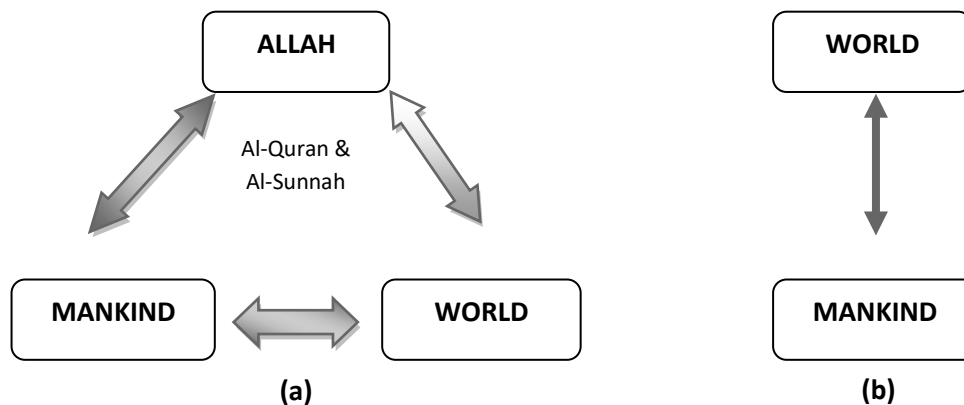 ALLAH
Al-Quran &
Al-Sunnah
MANKIND
WORLD
(a)
WORLD
MANKIND
(b)